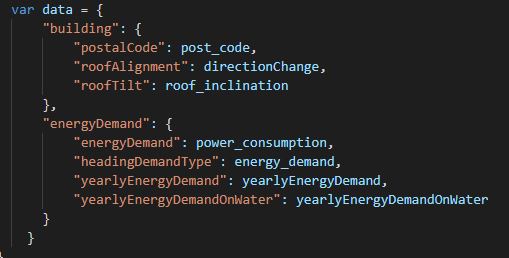 var data = {
"building": {
"postalCode": post_code,
"roofAlignment": directionChange,
"roofTilt": roof_inclination
},
"energyDemand": {
"energyDemand": power_consumption,
"headingDemandType": energy_demand,
"yearlyEnergyDemand": yearlyEnergyDemand,
"yearlyEnergyDemandOnWater": yearlyEnergyDemandOnWater
}
}